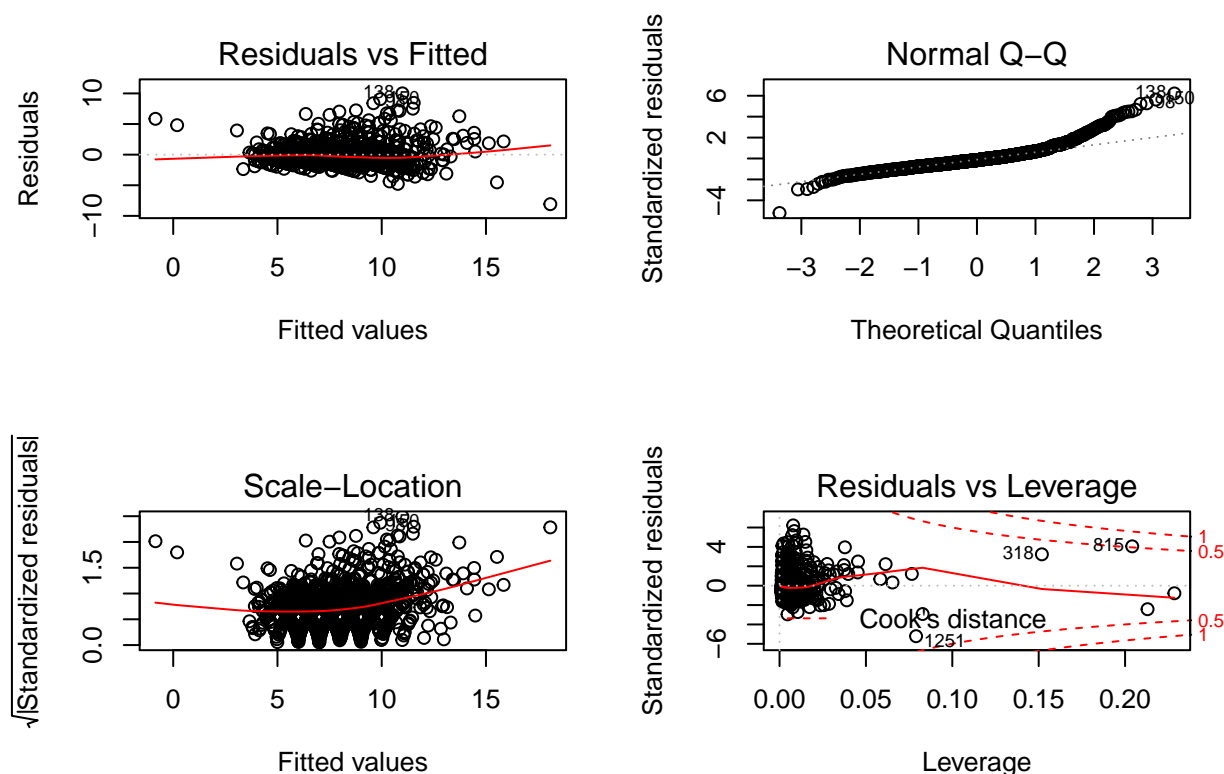 Residuals vs Fitted
Residuals
10
0
−10
0 5 10 15
Fitted values
138
Normal Q−Q
Standardized residuals
6
2
−4
−3 −2 −1 0 1 2 3
Theoretical Quantiles
Scale−Location
√|Standardized residuals|
1.5
0.0
0 5 10 15
Fitted values
138
Residuals vs Leverage
Standardized residuals
4
0
−6
0.00 0.05 0.10 0.15 0.20
Leverage
318
815
1251
Cook's distance
1
0.5
0.5
1